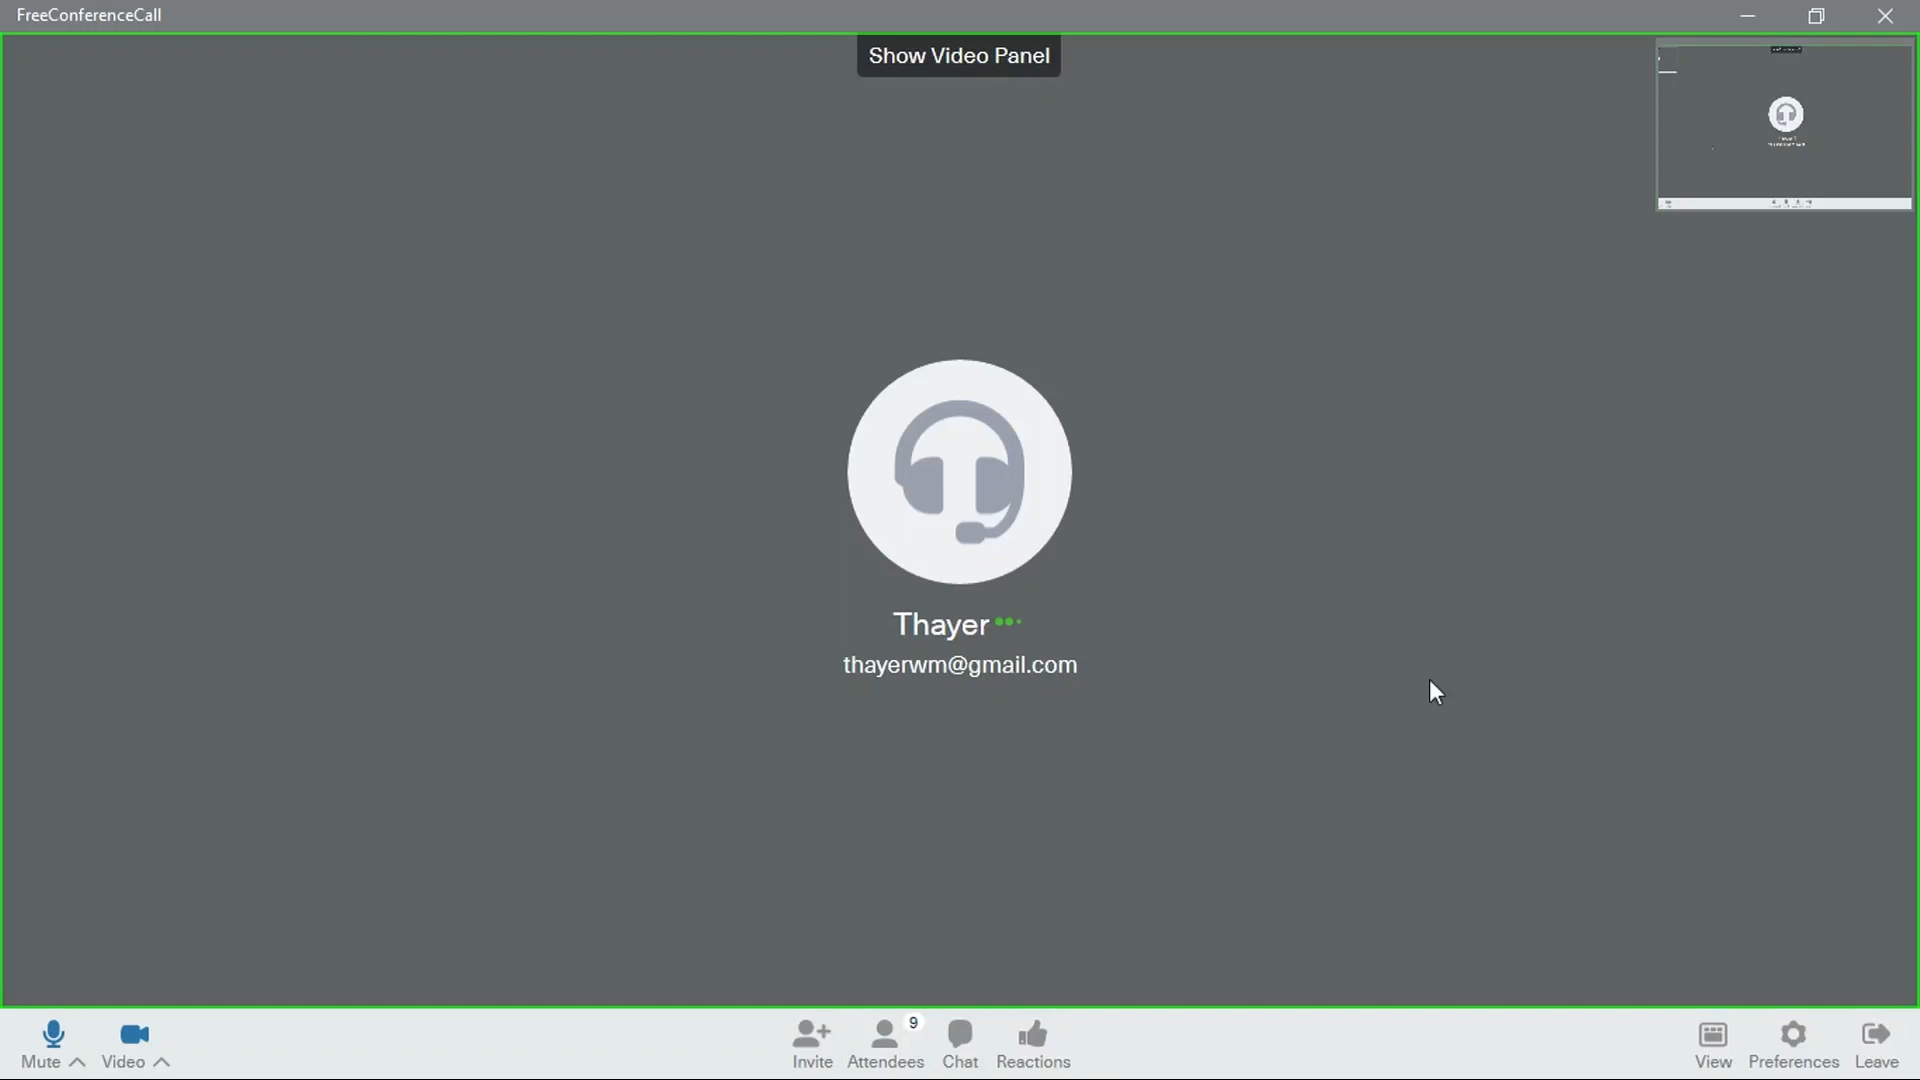 FreeConferenceCall
Show Video Panel
Thayer
thayerwm@gmail.com
Mute Video Invite Attendees 9 Chat Reactions View Preferences Leave